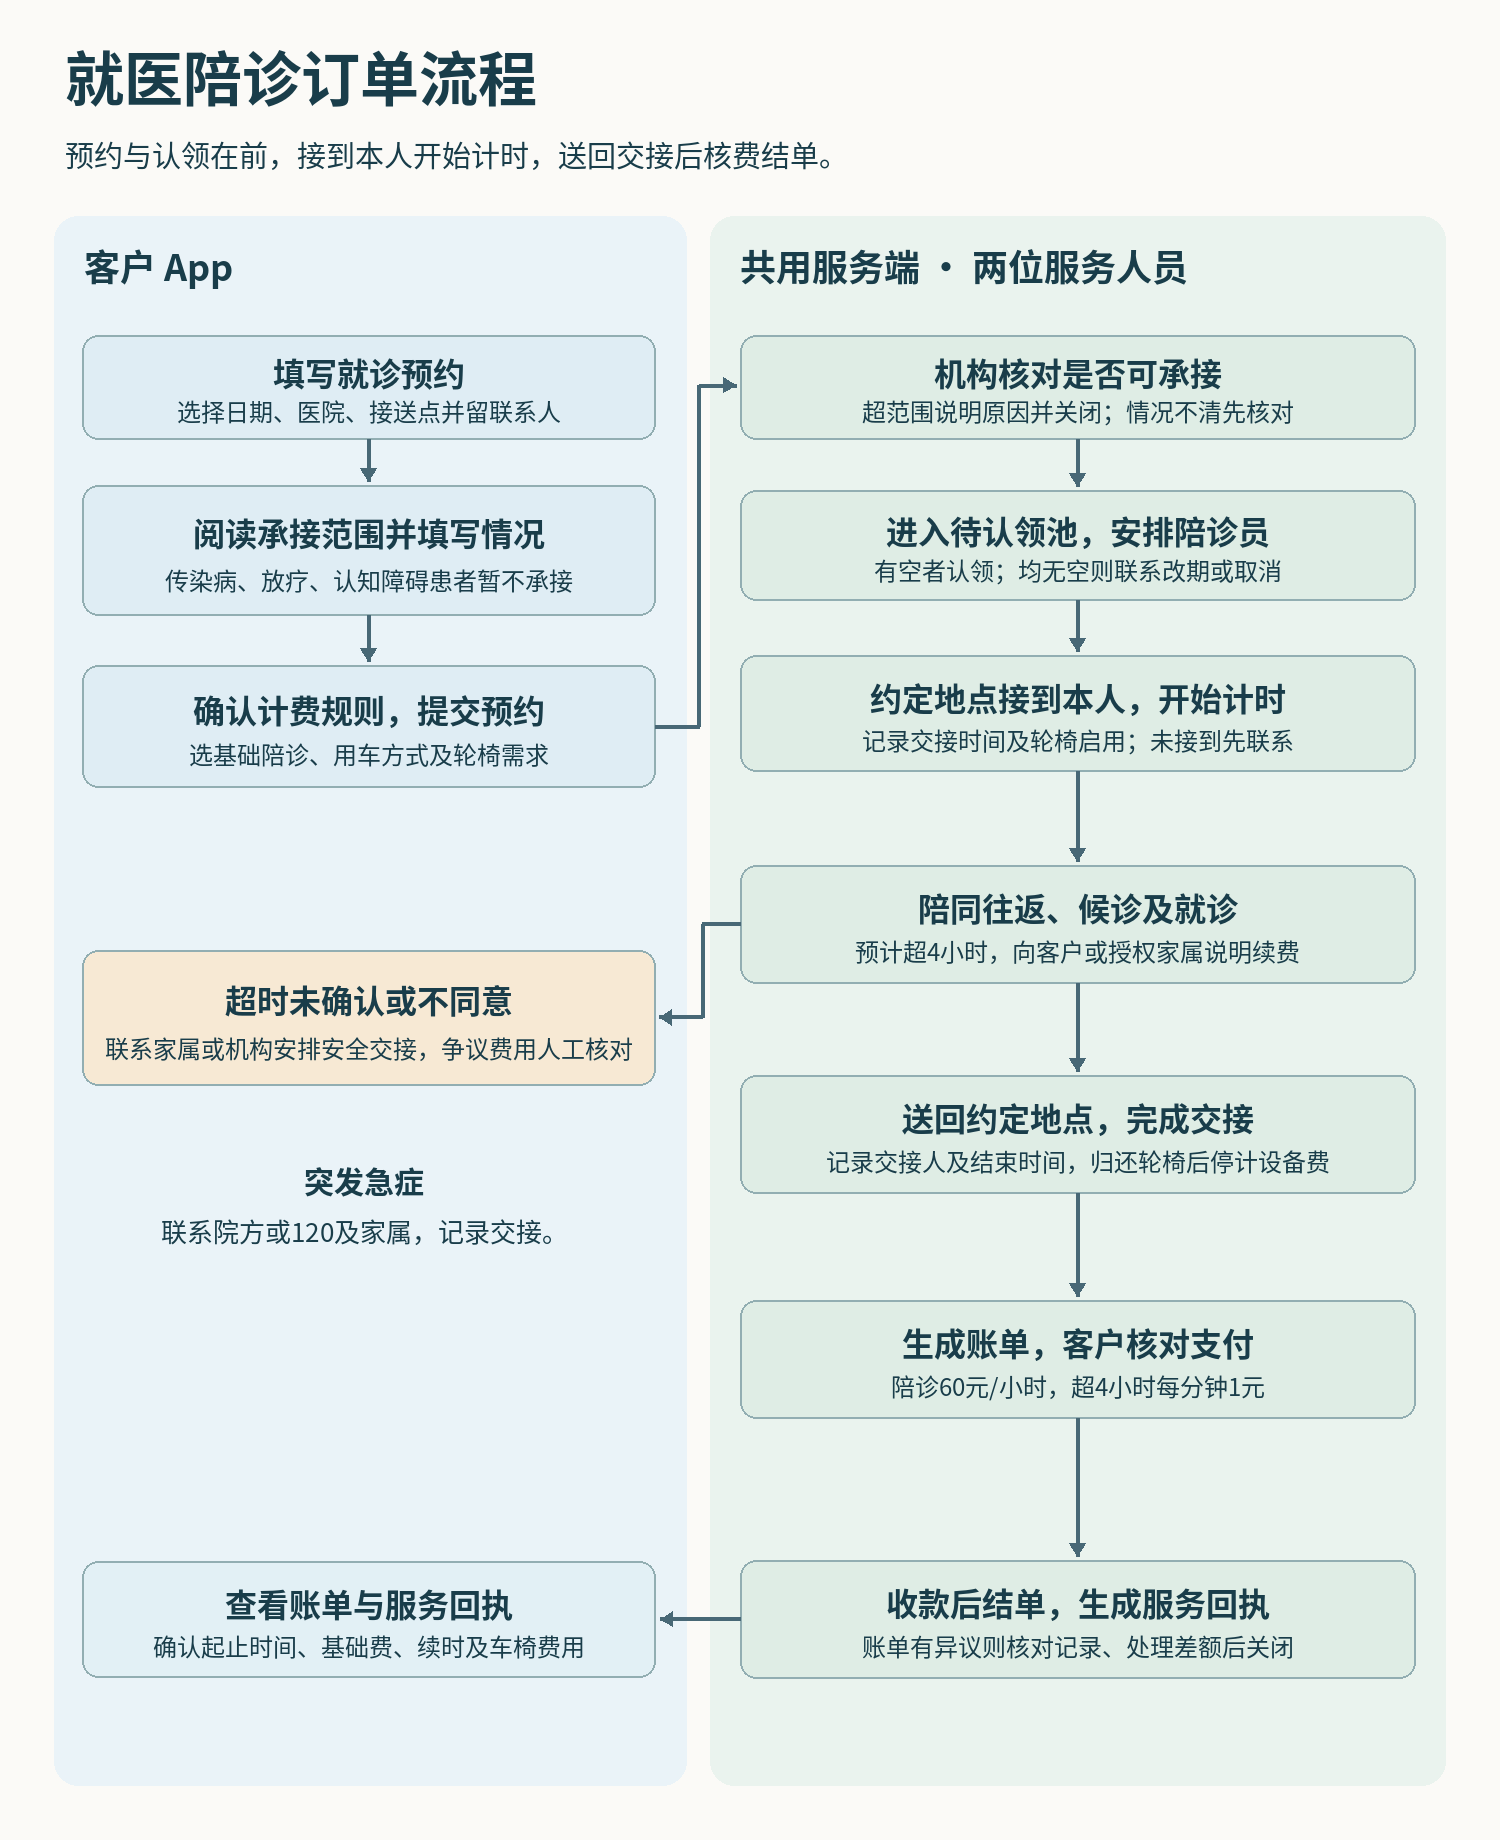 就医陪诊订单流程
预约与认领在前，接到本人开始计时，送回交接后核费结单。
客户 App
填写就诊预约
选择日期、医院、接送点并留联系人
阅读承接范围并填写情况
传染病、放疗、认知障碍患者暂不承接
确认计费规则，提交预约
选基础陪诊、用车方式及轮椅需求
超时未确认或不同意
联系家属或机构安排安全交接，争议费用人工核对
突发急症
联系院方或120及家属，记录交接。
查看账单与服务回执
确认起止时间、基础费、续时及车椅费用
共用服务端 · 两位服务人员
机构核对是否可承接
超范围说明原因并关闭；情况不清先核对
进入待认领池，安排陪诊员
有空者认领；均无空则联系改期或取消
约定地点接到本人，开始计时
记录交接时间及轮椅启用；未接到先联系
陪同往返、候诊及就诊
预计超4小时，向客户或授权家属说明续费
送回约定地点，完成交接
记录交接人及结束时间，归还轮椅后停计设备费
生成账单，客户核对支付
陪诊60元/小时，超4小时每分钟1元
收款后结单，生成服务回执
账单有异议则核对记录、处理差额后关闭